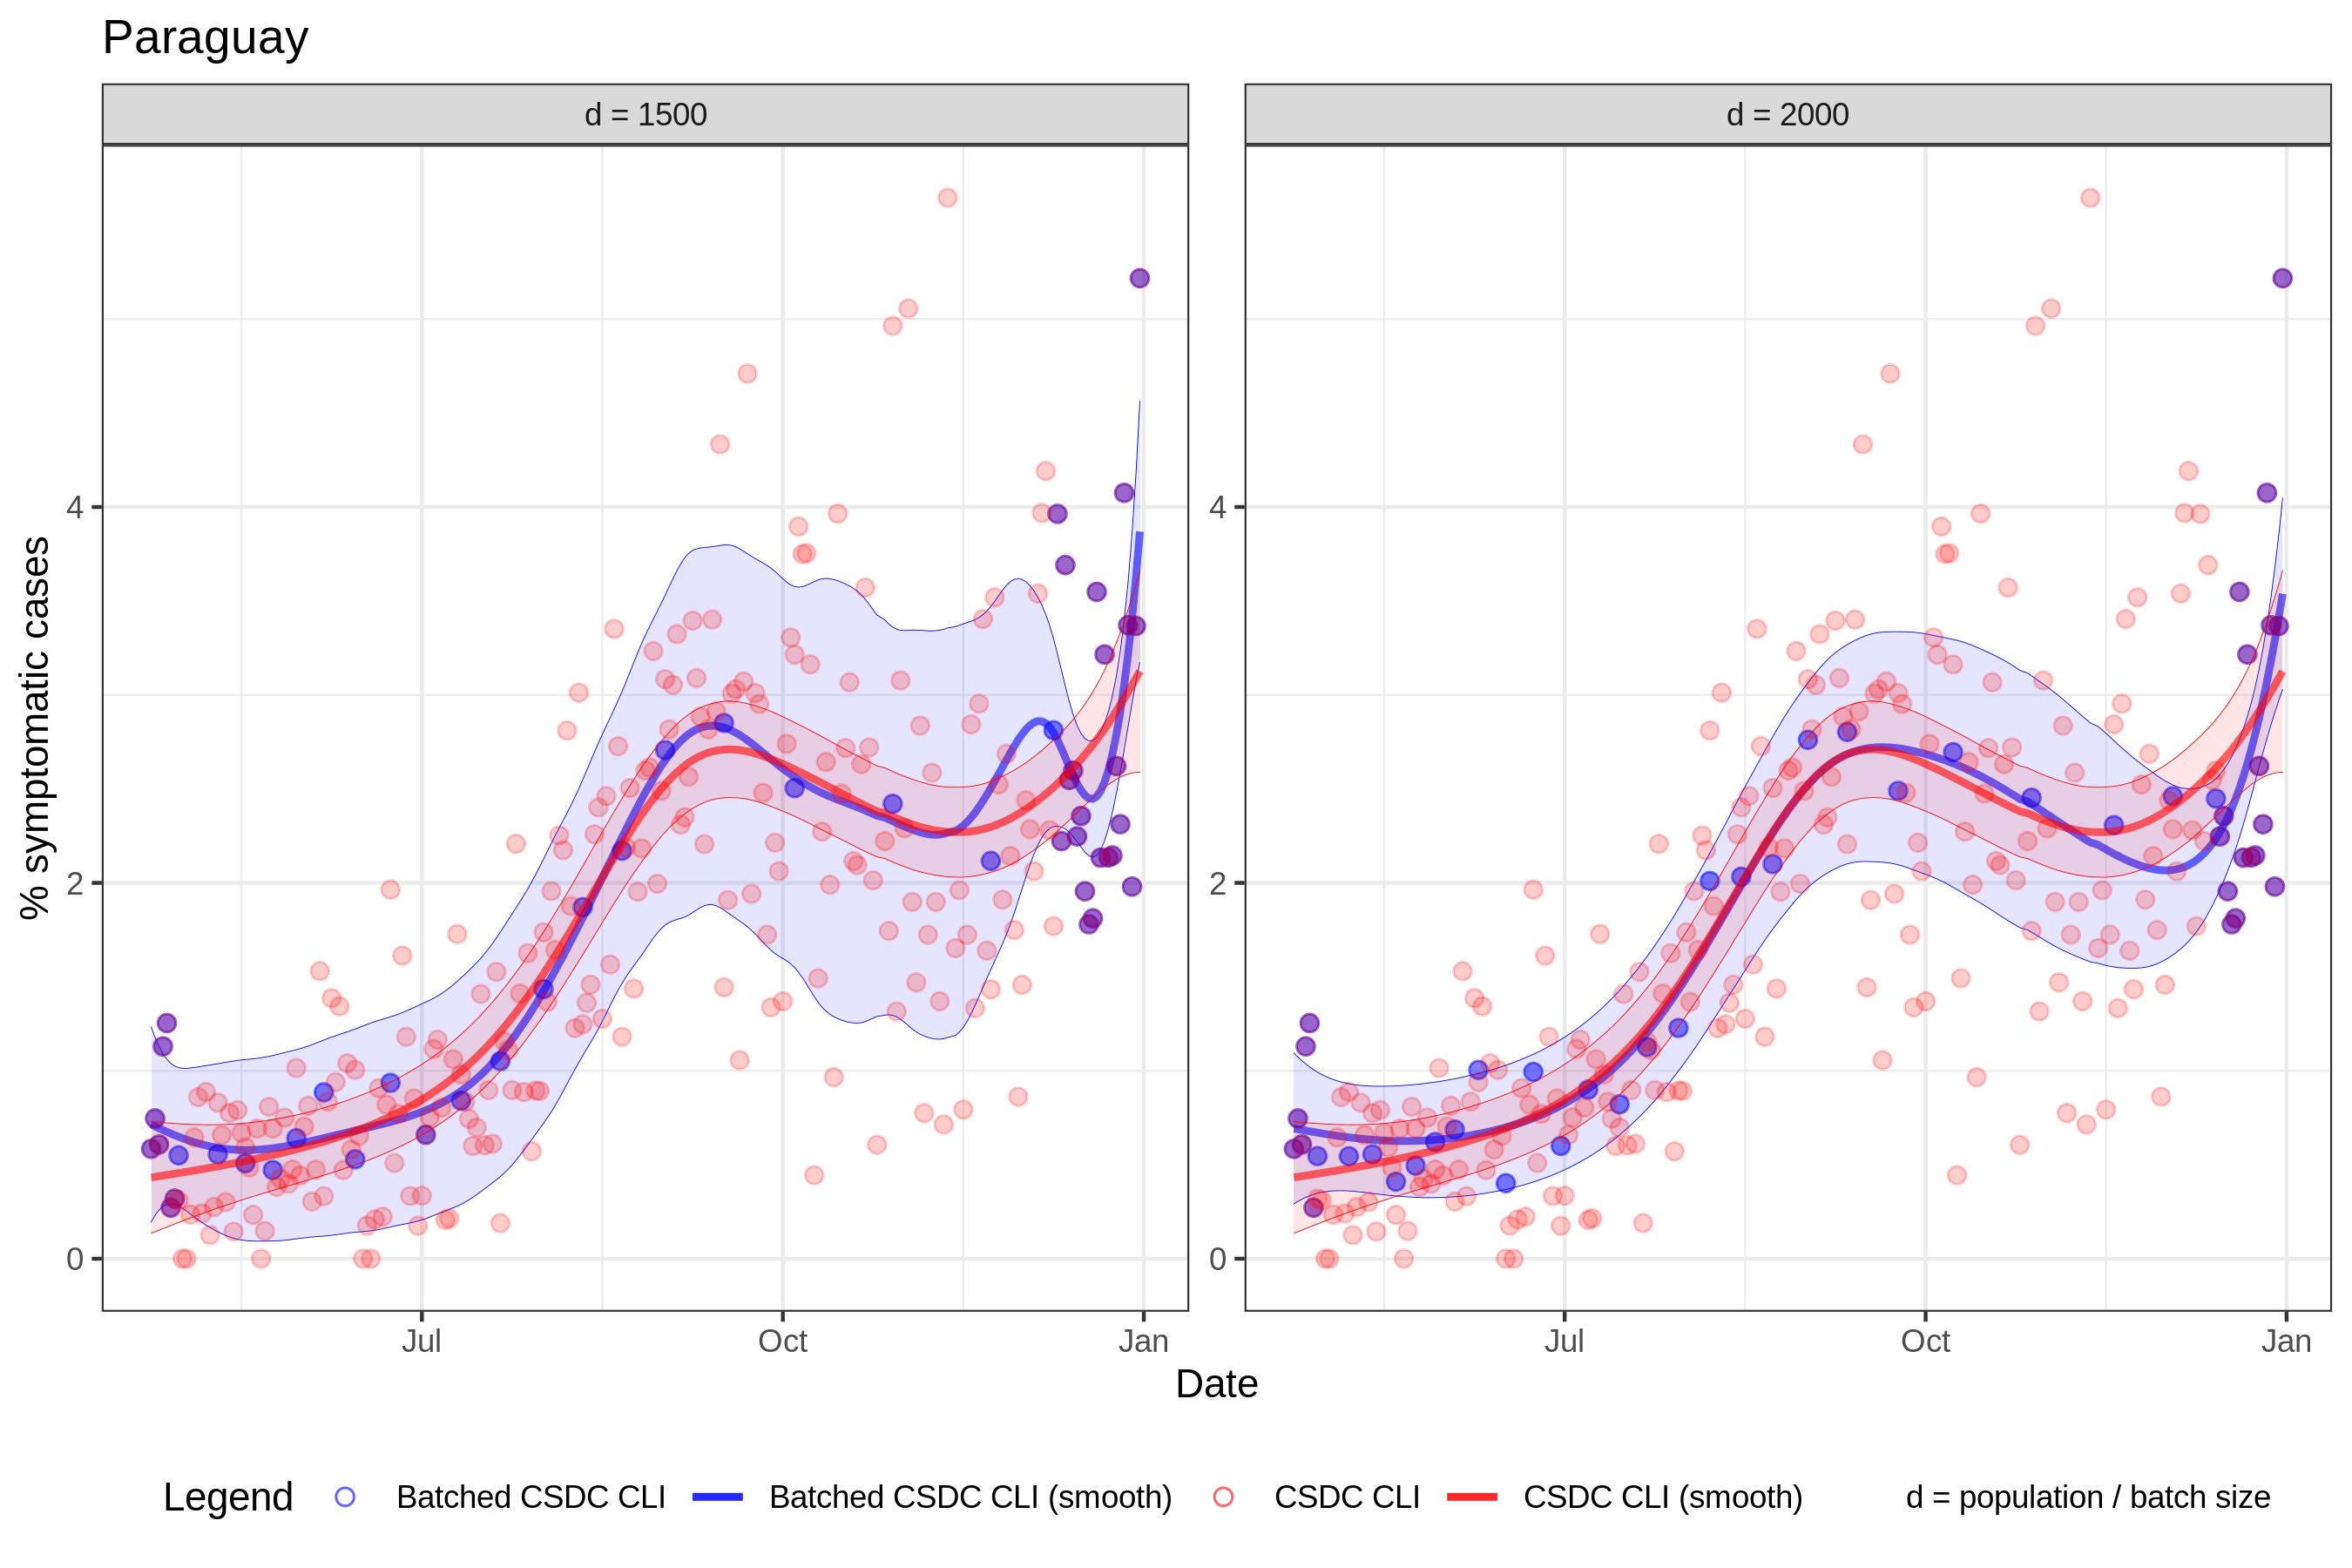 Paraguay
d = 1500
d = 2000
% symptomatic cases
4
2
0
4
2
0
Jul
Oct
Jan
Jul
Oct
Jan
Date
Legend
Batched CSDC CLI
Batched CSDC CLI (smooth)
CSDC CLI
CSDC CLI (smooth)
d = population / batch size